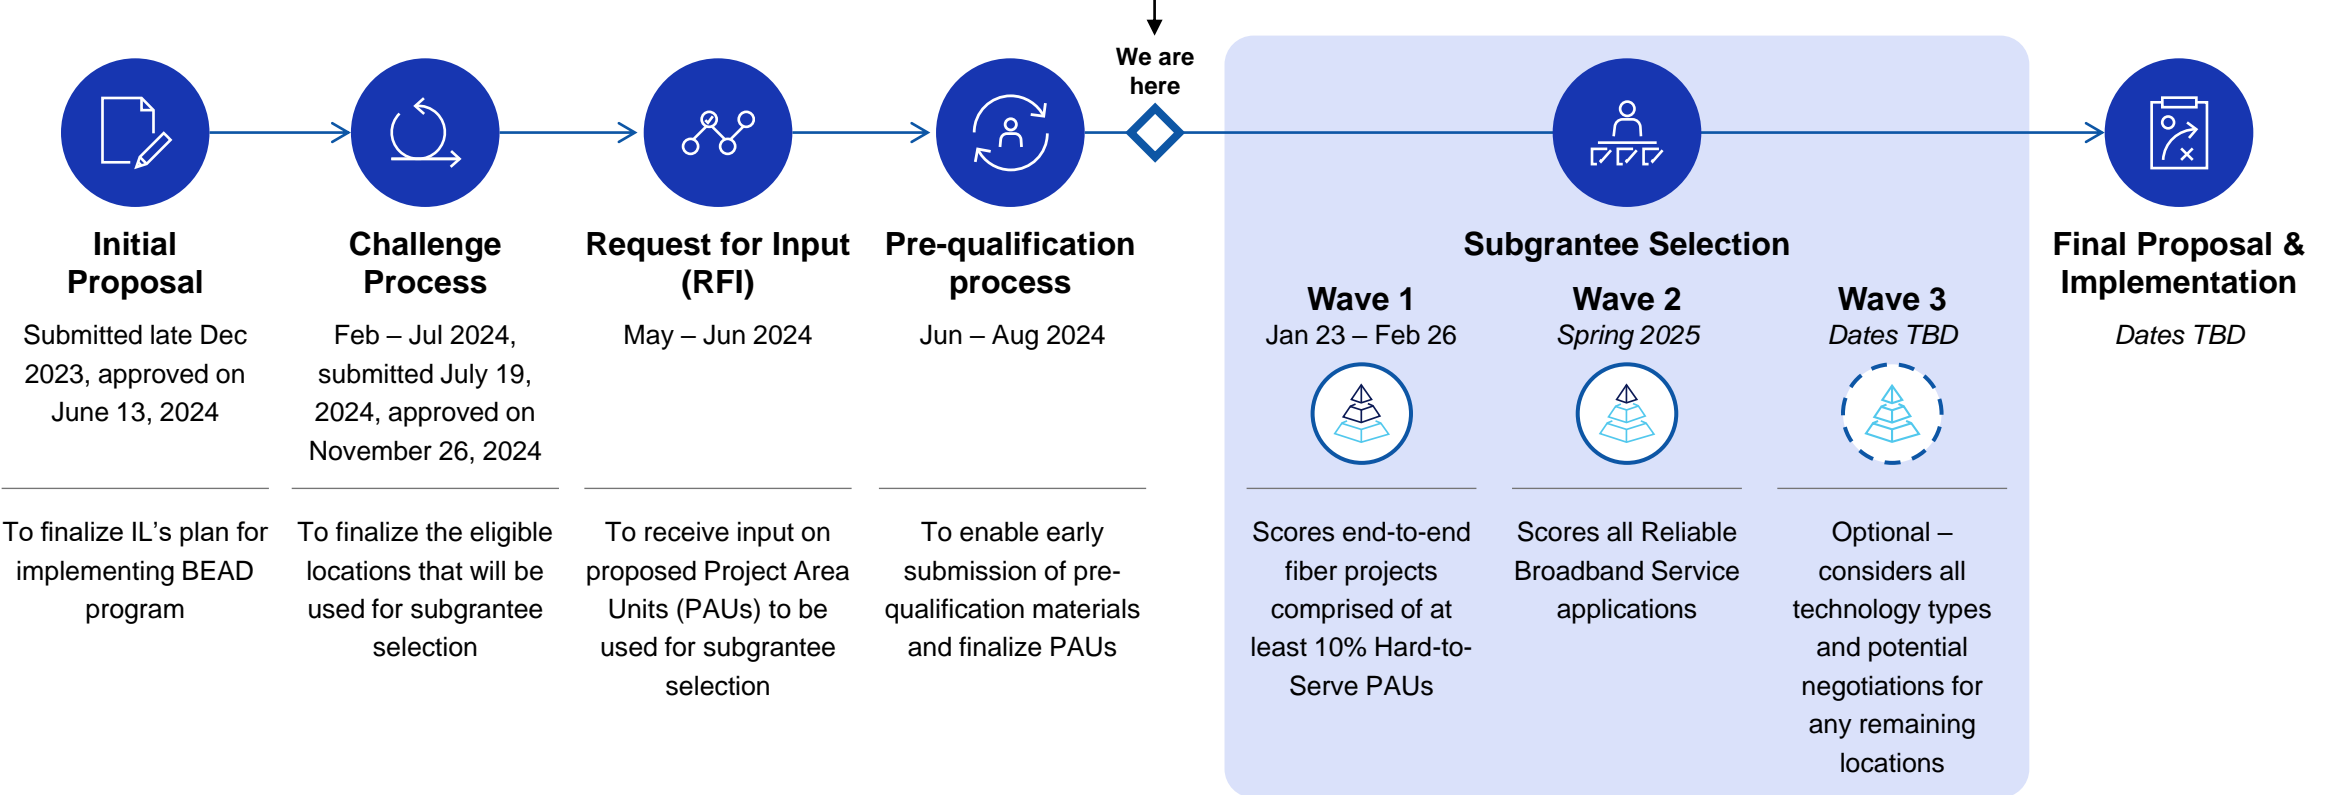 We are
here
Initial
Proposal
Submitted late Dec
2023, approved on
June 13, 2024
To finalize IL’s plan for
implementing BEAD
program
Challenge
Process
Feb – Jul 2024,
submitted July 19,
2024, approved on
November 26, 2024
To finalize the eligible
locations that will be
used for subgrantee
selection
Request for Input
(RFI)
May – Jun 2024
To receive input on
proposed Project Area
Units (PAUs) to be
used for subgrantee
selection
Pre-qualification
process
Jun – Aug 2024
To enable early
submission of pre-
qualification materials
and finalize PAUs
Subgrantee Selection
Wave 1
Jan 23 – Feb 26
Scores end-to-end
fiber projects
comprised of at
least 10% Hard-to-
Serve PAUs
Wave 2
Spring 2025
Scores all Reliable
Broadband Service
applications
Wave 3
Dates TBD
Optional –
considers all
technology types
and potential
negotiations for
any remaining
locations
Final Proposal &
Implementation
Dates TBD